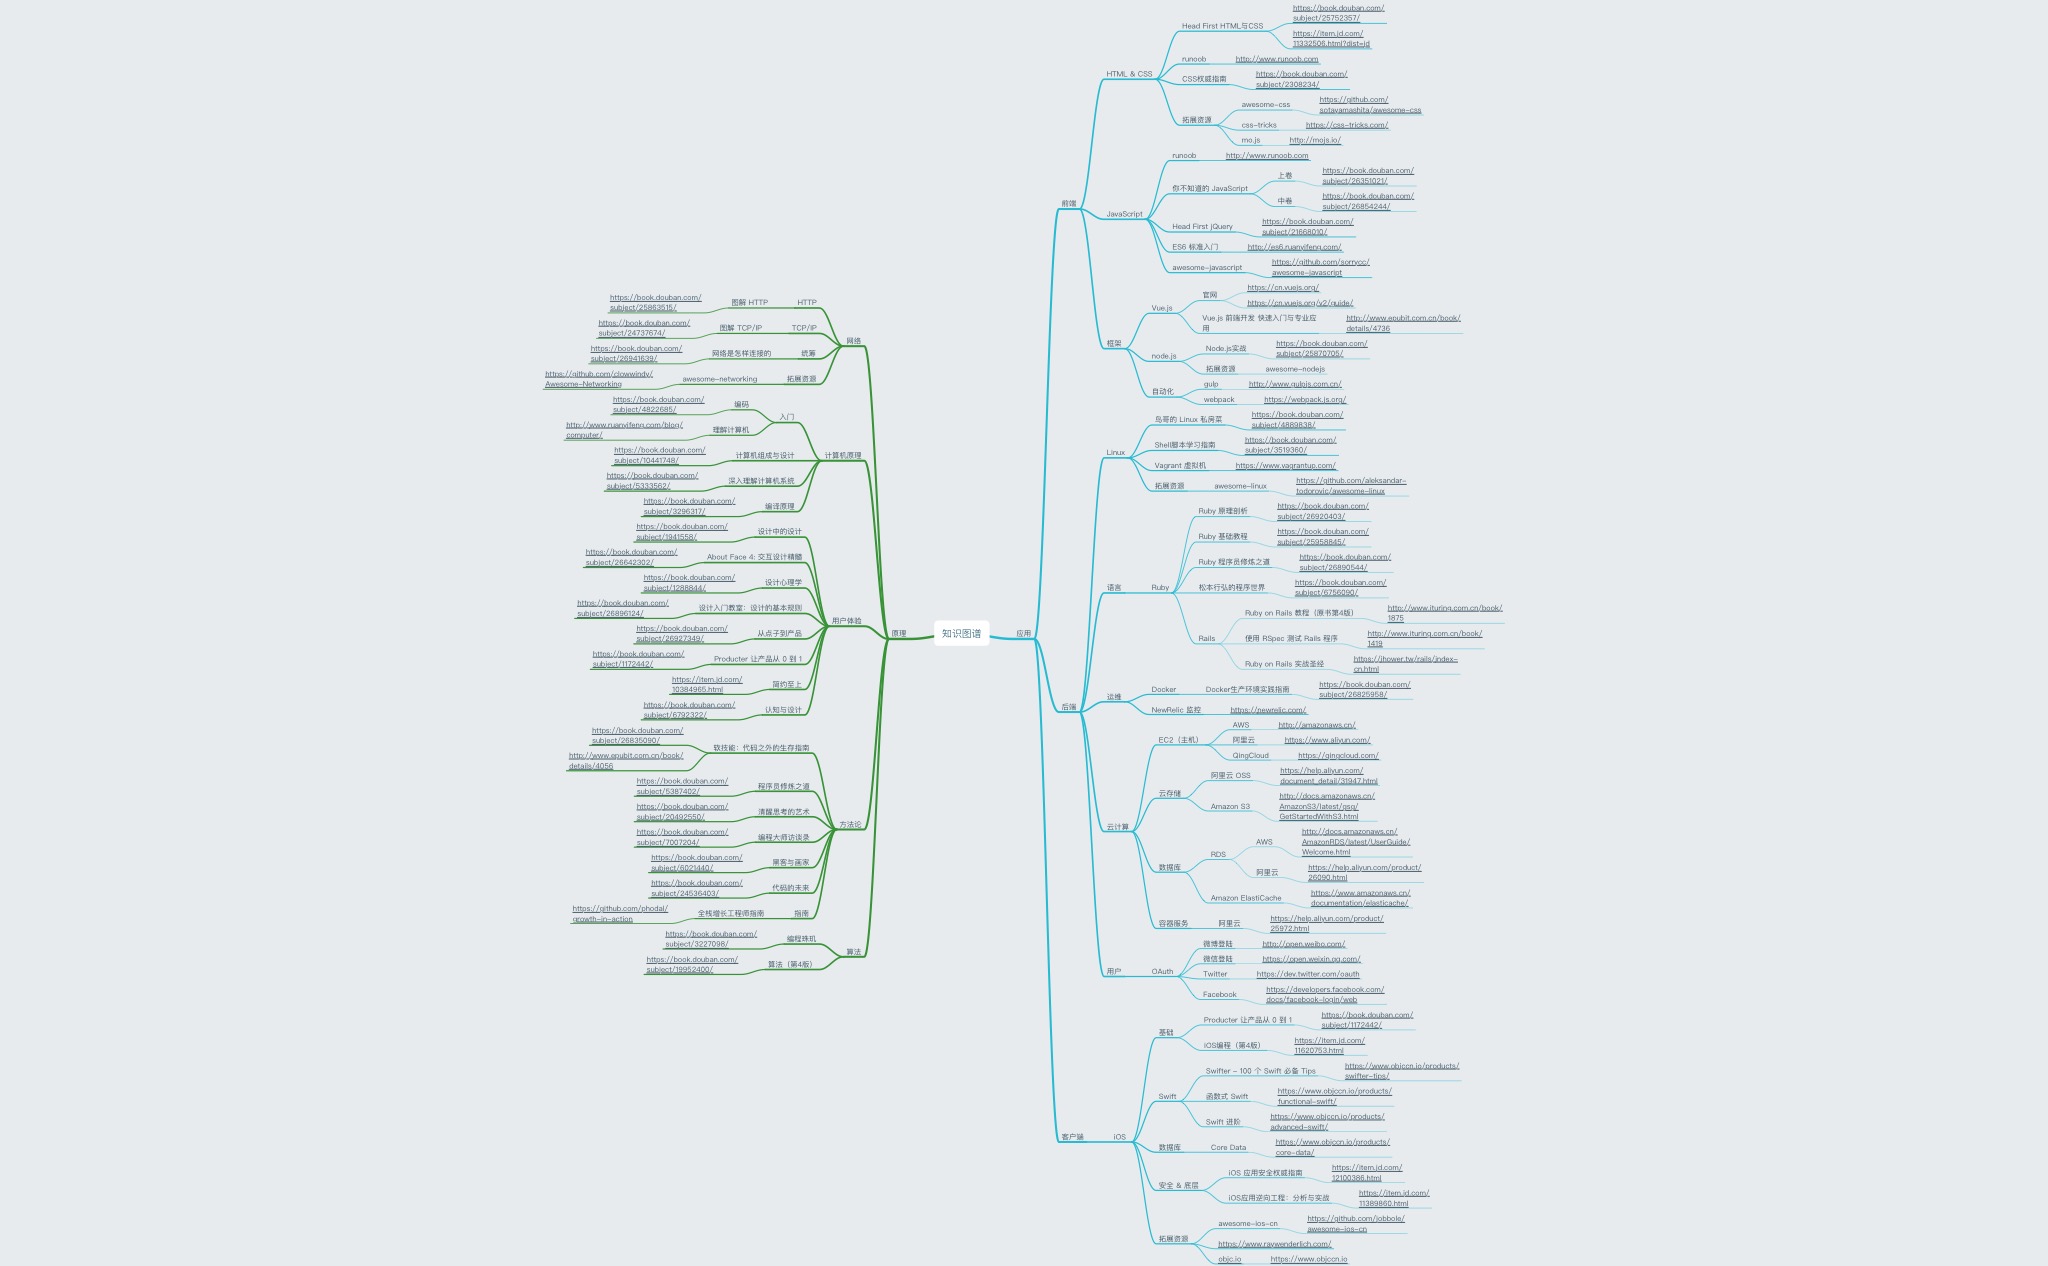 知识图谱
应用
前端
HTML & CSS
Head First HTML与CSS
https://book.douban.com/
subject/25752357/
https://item.jd.com/
11332506.html?dist=jd
runoob
http://www.runoob.com
CSS权威指南
https://book.douban.com/
subject/2308234/
拓展资源
awesome-css
https://github.com/
sotayamashita/awesome-css
css-tricks
https://css-tricks.com/
mo.js
http://mojs.io/
JavaScript
runoob
http://www.runoob.com
你不知道的 JavaScript
上卷
https://book.douban.com/
subject/26351021/
中卷
https://book.douban.com/
subject/26854244/
Head First jQuery
https://book.douban.com/
subject/21668010/
ES6 标准入门
http://es6.ruanyifeng.com/
awesome-javascript
https://github.com/sorrycc/
awesome-javascript
框架
Vue.js
官网
https://cn.vuejs.org/
https://cn.vuejs.org/v2/guide/
Vue.js 前端开发 快速入门与专业应
用
http://www.epubit.com.cn/book/
details/4736
node.js
Node.js实战
https://book.douban.com/
subject/25870705/
拓展资源
awesome-nodejs
自动化
gulp
http://www.gulpjs.com.cn/
webpack
https://webpack.js.org/
后端
Linux
鸟哥的 Linux 私房菜
https://book.douban.com/
subject/4889838/
Shell脚本学习指南
https://book.douban.com/
subject/3519360/
Vagrant 虚拟机
https://www.vagrantup.com/
拓展资源
awesome-linux
https://github.com/aleksandar-
todorovic/awesome-linux
语言
Ruby
Ruby 原理剖析
https://book.douban.com/
subject/26920403/
Ruby 基础教程
https://book.douban.com/
subject/25958845/
Ruby 程序员修炼之道
https://book.douban.com/
subject/26890544/
松本行弘的程序世界
https://book.douban.com/
subject/6756090/
Rails
Ruby on Rails 教程（原书第4版）
http://www.ituring.com.cn/book/
1875
使用 RSpec 测试 Rails 程序
http://www.ituring.com.cn/book/
1419
Ruby on Rails 实战圣经
https://ihower.tw/rails/index-
cn.html
运维
Docker
Docker生产环境实践指南
https://book.douban.com/
subject/26825958/
NewRelic 监控
https://newrelic.com/
云计算
EC2（主机）
AWS
http://amazonaws.cn/
阿里云
https://www.aliyun.com/
QingCloud
https://qingcloud.com/
云存储
阿里云 OSS
https://help.aliyun.com/
document_detail/31947.html
Amazon S3
http://docs.amazonaws.cn/
AmazonS3/latest/gsg/
GetStartedWithS3.html
数据库
RDS
AWS
http://docs.amazonaws.cn/
AmazonRDS/latest/UserGuide/
Welcome.html
阿里云
https://help.aliyun.com/product/
26090.html
Amazon ElastiCache
https://www.amazonaws.cn/
documentation/elasticache/
容器服务
阿里云
https://help.aliyun.com/product/
25972.html
用户
OAuth
微博登陆
http://open.weibo.com/
微信登陆
https://open.weixin.qq.com/
Twitter
https://dev.twitter.com/oauth
Facebook
https://developers.facebook.com/
docs/facebook-login/web
客户端
iOS
基础
Producter 让产品从 0 到 1
https://book.douban.com/
subject/1172442/
iOS编程（第4版）
https://item.jd.com/
11620753.html
Swift
Swifter - 100 个 Swift 必备 Tips
https://www.objccn.io/products/
swifter-tips/
函数式 Swift
https://www.objccn.io/products/
functional-swift/
Swift 进阶
https://www.objccn.io/products/
advanced-swift/
数据库
Core Data
https://www.objccn.io/products/
core-data/
安全 & 底层
iOS 应用安全权威指南
https://item.jd.com/
12100386.html
iOS应用逆向工程：分析与实战
https://item.jd.com/
11389860.html
拓展资源
awesome-ios-cn
https://github.com/jobbole/
awesome-ios-cn
https://www.raywenderlich.com/
objc.io
https://www.objccn.io
原理
网络
HTTP
图解 HTTP
https://book.douban.com/
subject/25863515/
TCP/IP
图解 TCP/IP
https://book.douban.com/
subject/24737674/
统筹
网络是怎样连接的
https://book.douban.com/
subject/26941639/
拓展资源
awesome-networking
https://github.com/clowwindy/
Awesome-Networking
计算机原理
入门
编码
https://book.douban.com/
subject/4822685/
理解计算机
http://www.ruanyifeng.com/blog/
computer/
计算机组成与设计
https://book.douban.com/
subject/10441748/
深入理解计算机系统
https://book.douban.com/
subject/5333562/
编译原理
https://book.douban.com/
subject/3296317/
用户体验
设计中的设计
https://book.douban.com/
subject/1941558/
About Face 4: 交互设计精髓
https://book.douban.com/
subject/26642302/
设计心理学
https://book.douban.com/
subject/1288844/
设计入门教室：设计的基本规则
https://book.douban.com/
subject/26896124/
从点子到产品
https://book.douban.com/
subject/26927349/
Producter 让产品从 0 到 1
https://book.douban.com/
subject/1172442/
简约至上
https://item.jd.com/
10384965.html
认知与设计
https://book.douban.com/
subject/6792322/
方法论
软技能：代码之外的生存指南
https://book.douban.com/
subject/26835090/
http://www.epubit.com.cn/book/
details/4056
程序员修炼之道
https://book.douban.com/
subject/5387402/
清醒思考的艺术
https://book.douban.com/
subject/20492550/
编程大师访谈录
https://book.douban.com/
subject/7007204/
黑客与画家
https://book.douban.com/
subject/6021440/
代码的未来
https://book.douban.com/
subject/24536403/
指南
全栈增长工程师指南
https://github.com/phodal/
growth-in-action
算法
编程珠玑
https://book.douban.com/
subject/3227098/
算法（第4版）
https://book.douban.com/
subject/19952400/